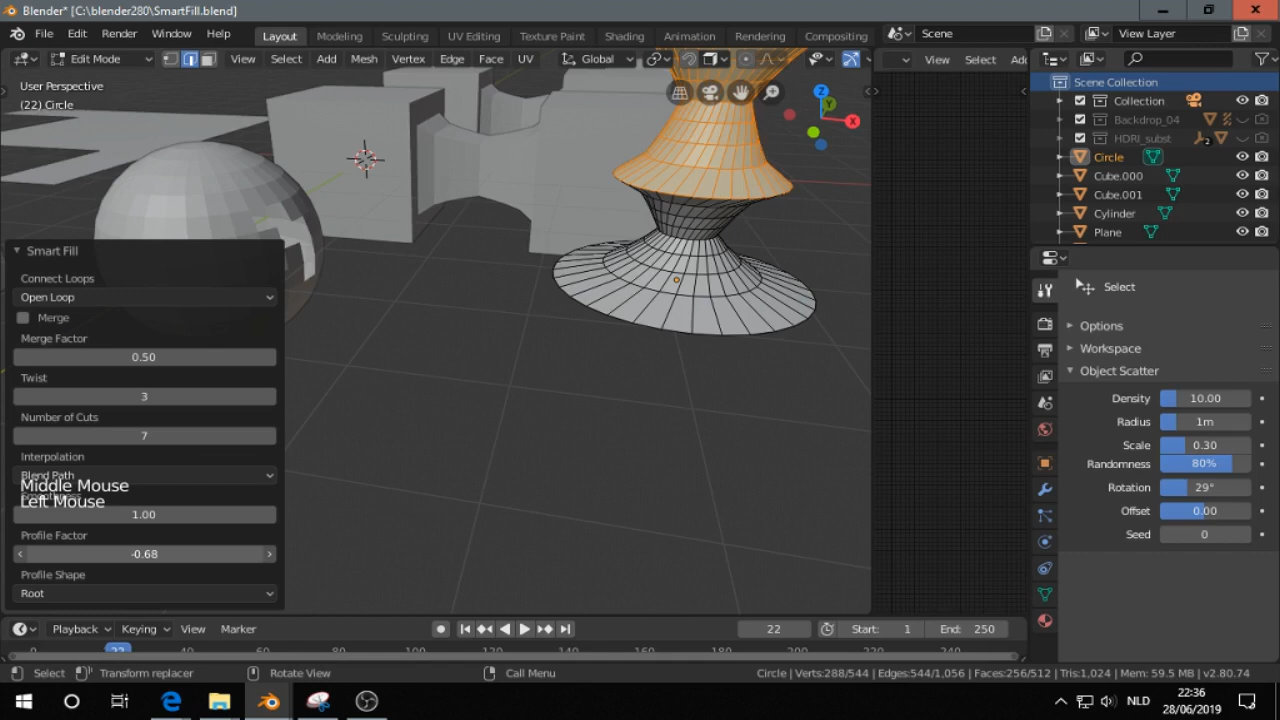 Blender* [C:\blender280\SmartFill.blend]
File Edit Render Window Help Layout Modeling Sculpting UV Editing Texture Paint Shading Animation Rendering Compositing Scene View Layer
Edit Mode View Select Add Mesh Vertex Edge Face UV Global View Select
User Perspective
(22) Circle
Z
Y
X
Scene Collection
Collection
Backdrop_04
HDRI_subst 2
Circle
Cube.000
Cube.001
Cylinder
Plane
Smart Fill
Connect Loops
Open Loop
Merge
Merge Factor
0.50
Twist
3
Number of Cuts
7
Interpolation
Blend Path
Middle Mouse
Left Mouse
1.00
Profile Factor
-0.68
Profile Shape
Root
Select
Options
Workspace
Object Scatter
Density 10.00
Radius 1m
Scale 0.30
Randomness 80%
Rotation 29°
Offset 0.00
Seed 0
Playback Keying View Marker 22 Start: 1 End: 250
Select Transform replacer Rotate View Call Menu Circle | Verts:288/544 | Edges:544/1,056 | Faces:256/512 | Tris:1,024 | Mem: 59.5 MB | v2.80.74
NLD
22:36
28/06/2019